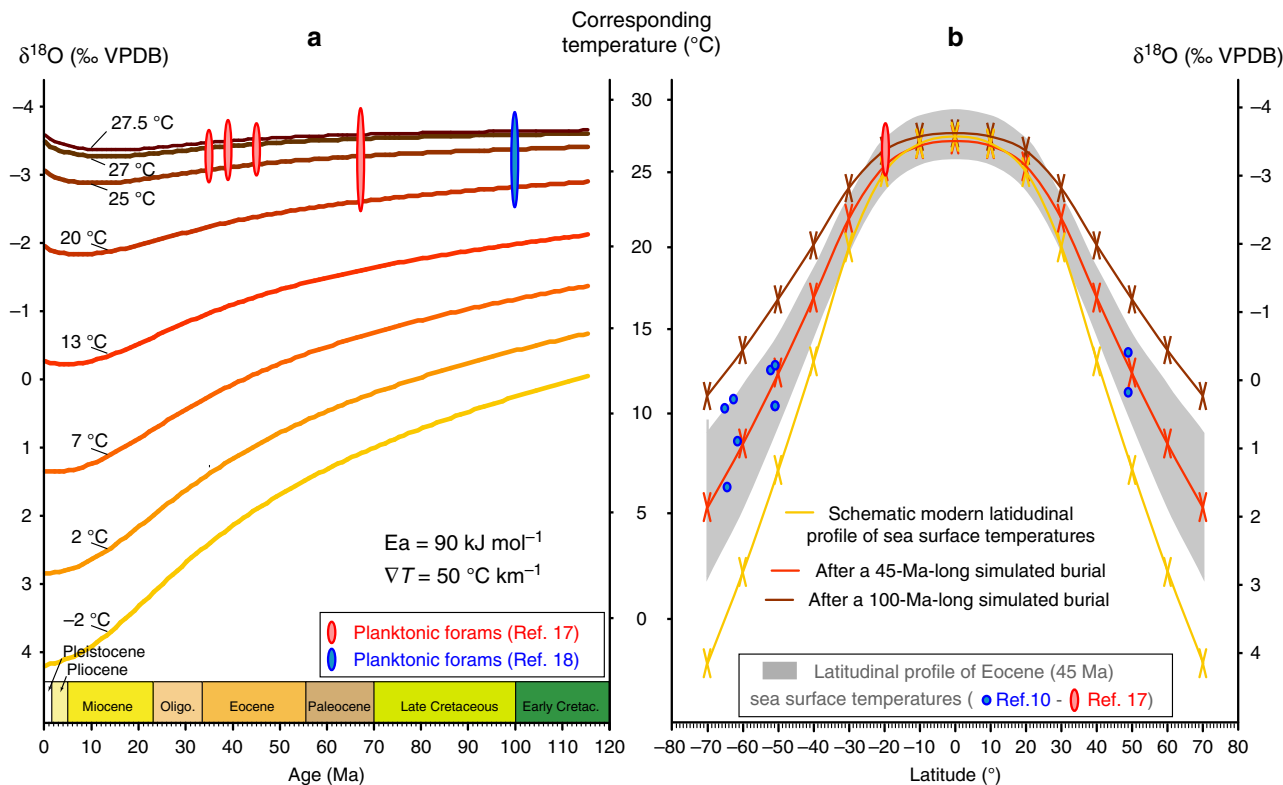 a
δ¹⁸O (‰ VPDB)
–4
–3
–2
–1
0
1
2
3
4
27.5 °C
27 °C
25 °C
20 °C
13 °C
7 °C
2 °C
–2 °C
Ea = 90 kJ mol⁻¹
∇T = 50 °C km⁻¹
Planktonic forams (Ref. 17)
Planktonic forams (Ref. 18)
Pleistocene
Pliocene
Miocene
Oligo.
Eocene
Paleocene
Late Cretaceous
Early Cretac.
0 10 20 30 40 50 60 70 80 90 100 110 120
Age (Ma)
Corresponding
temperature (°C)
30
25
20
15
10
5
0
b
δ¹⁸O (‰ VPDB)
–4
–3
–2
–1
0
1
2
3
4
Schematic modern latidudinal
profile of sea surface temperatures
After a 45-Ma-long simulated burial
After a 100-Ma-long simulated burial
Latitudinal profile of Eocene (45 Ma)
sea surface temperatures ( Ref.10 - Ref. 17)
–80 –70 –60 –50 –40 –30 –20 –10 0 10 20 30 40 50 60 70 80
Latitude (°)